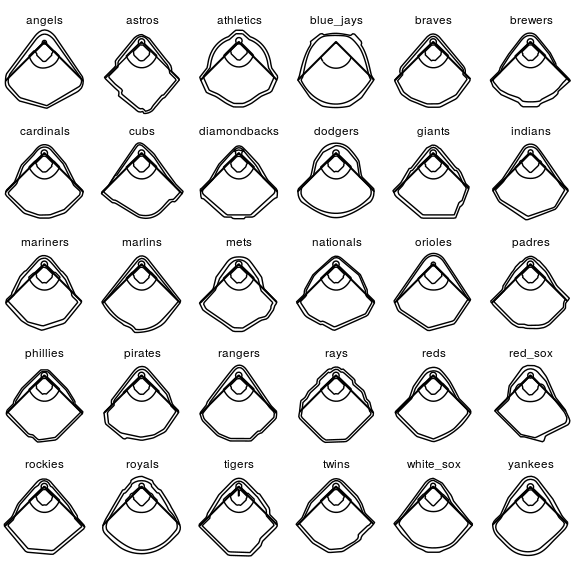 angels astros athletics blue_jays braves brewers
cardinals cubs diamondbacks dodgers giants indians
mariners marlins mets nationals orioles padres
phillies pirates rangers rays reds red_sox
rockies royals tigers twins white_sox yankees